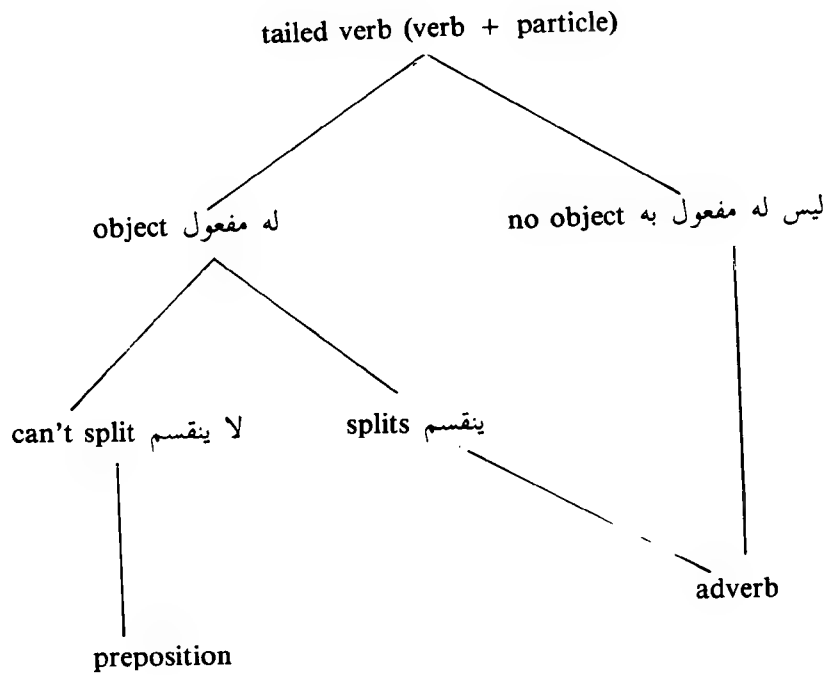 tailed verb (verb + particle)
object له مفعول
no object ليس له مفعول به
can't split لا ينقسم
splits ينقسم
adverb
preposition